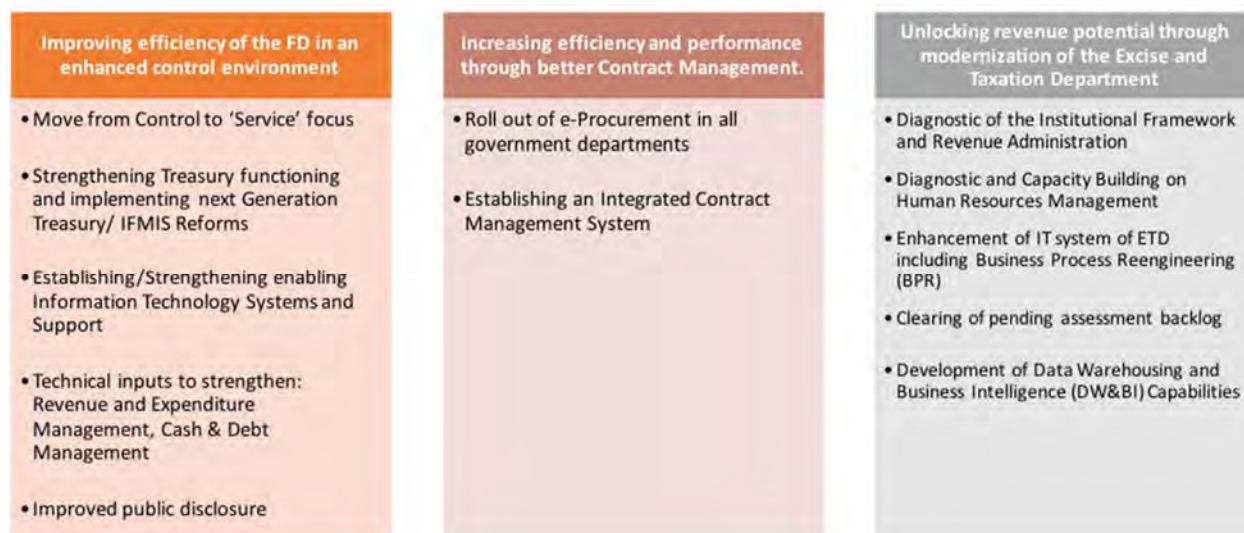 Improving efficiency of the FD in an
enhanced control environment
• Move from Control to ‘Service’ focus
• Strengthening Treasury functioning
and implementing next Generation
Treasury/ IFMIS Reforms
• Establishing/Strengthening enabling
Information Technology Systems and
Support
• Technical inputs to strengthen:
Revenue and Expenditure
Management, Cash & Debt
Management
• Improved public disclosure
Increasing efficiency and performance
through better Contract Management.
• Roll out of e-Procurement in all
government departments
• Establishing an Integrated Contract
Management System
Unlocking revenue potential through
modernization of the Excise and
Taxation Department
• Diagnostic of the Institutional Framework
and Revenue Administration
• Diagnostic and Capacity Building on
Human Resources Management
• Enhancement of IT system of ETD
including Business Process Reengineering
(BPR)
• Clearing of pending assessment backlog
• Development of Data Warehousing and
Business Intelligence (DW&BI) Capabilities